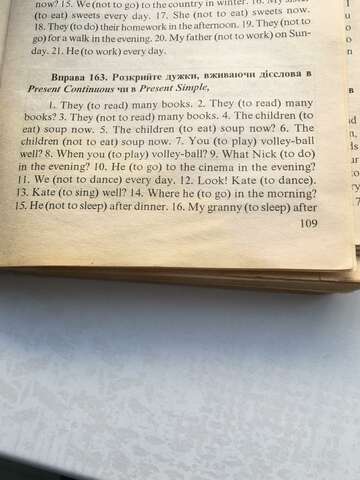 now? 15. We (not to go) to the country in winter. 16. My sister
(to eat) sweets every day. 17. She (not to eat) sweets now.
18. They (to do) their homework in the afternoon. 19. They (not to
go) for a walk in the evening. 20. My father (not to work) on Sun-
day. 21. He (to work) every day.
Вправа 163. Розкрийте дужки, вживаючи дієслова в
Present Continuous чи в Present Simple,
1. They (to read) many books. 2. They (to read) many
books? 3. They (not to read) many books. 4. The children (to
eat) soup now. 5. The children (to eat) soup now? 6. The
children (not to eat) soup now. 7. You (to play) volley-ball
well? 8. When you (to play) volley-ball? 9. What Nick (to do)
in the evening? 10. He (to go) to the cinema in the evening?
11. We (not to dance) every day. 12. Look! Kate (to dance).
13. Kate (to sing) well? 14. Where he (to go) in the morning?
15. He (not to sleep) after dinner. 16. My granny (to sleep) after
109